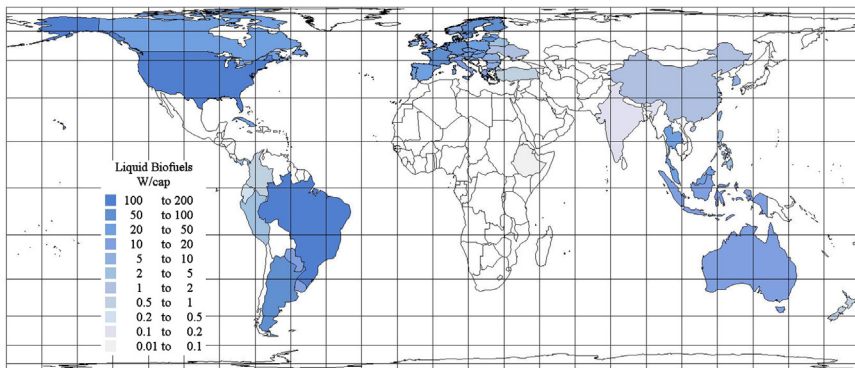 Liquid Biofuels
W/cap
100 to 200
50 to 100
20 to 50
10 to 20
5 to 10
2 to 5
1 to 2
0.5 to 1
0.2 to 0.5
0.1 to 0.2
0.01 to 0.1